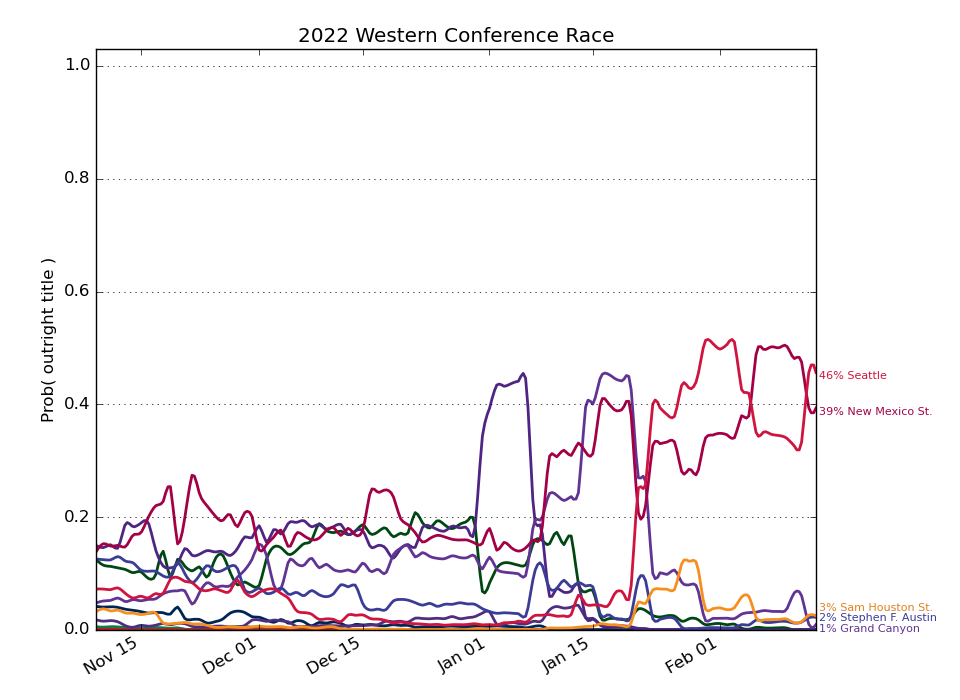 2022 Western Conference Race
Prob( outright title )
1.0
0.8
0.6
0.4
0.2
0.0
Nov 15
Dec 01
Dec 15
Jan 01
Jan 15
Feb 01
46% Seattle
39% New Mexico St.
3% Sam Houston St.
2% Stephen F. Austin
1% Grand Canyon